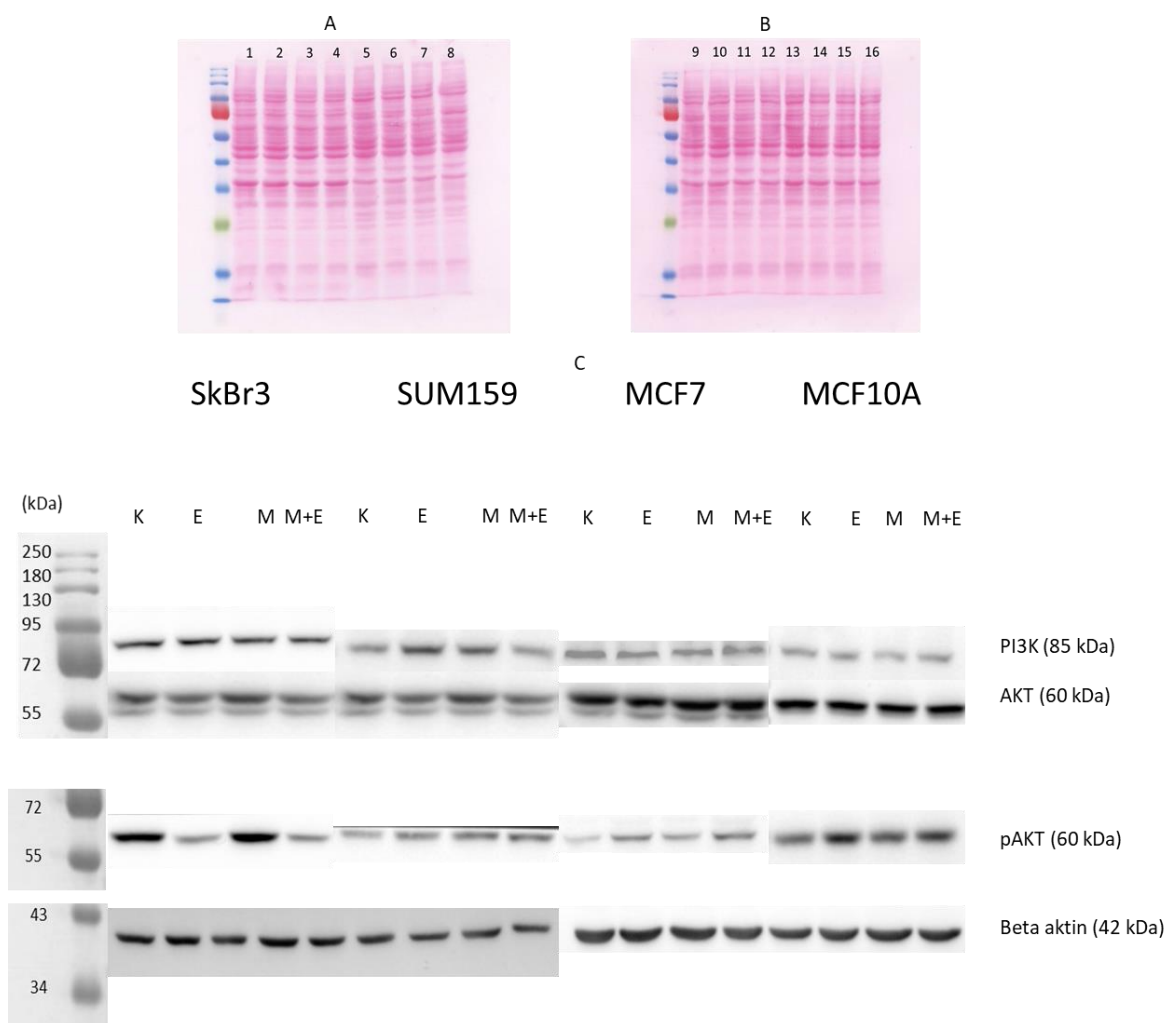 A
B
1 2 3 4 5 6 7 8
9 10 11 12 13 14 15 16
C
SkBr3 SUM159 MCF7 MCF10A
(kDa)
K E M M+E K E M M+E K E M M+E K E M M+E
250
180
130
95
PI3K (85 kDa)
72
AKT (60 kDa)
55
72
pAKT (60 kDa)
55
43
Beta aktin (42 kDa)
34